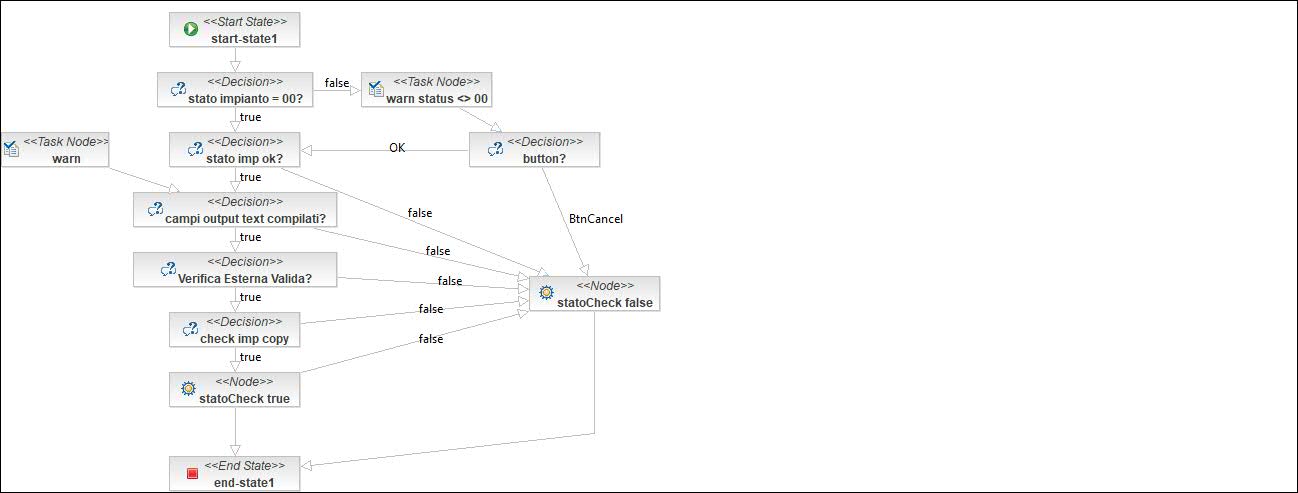 <<Start State>>
start-state1
<<Decision>>
stato impianto = 00?
false
<<Task Node>>
warn status <> 00
true
<<Task Node>>
warn
<<Decision>>
stato imp ok?
OK
<<Decision>>
button?
true
<<Decision>>
campi output text compilati?
false
BtnCancel
true
false
<<Decision>>
Verifica Esterna Valida?
false
<<Node>>
statoCheck false
true
<<Decision>>
check imp copy
false
true
false
<<Node>>
statoCheck true
<<End State>>
end-state1